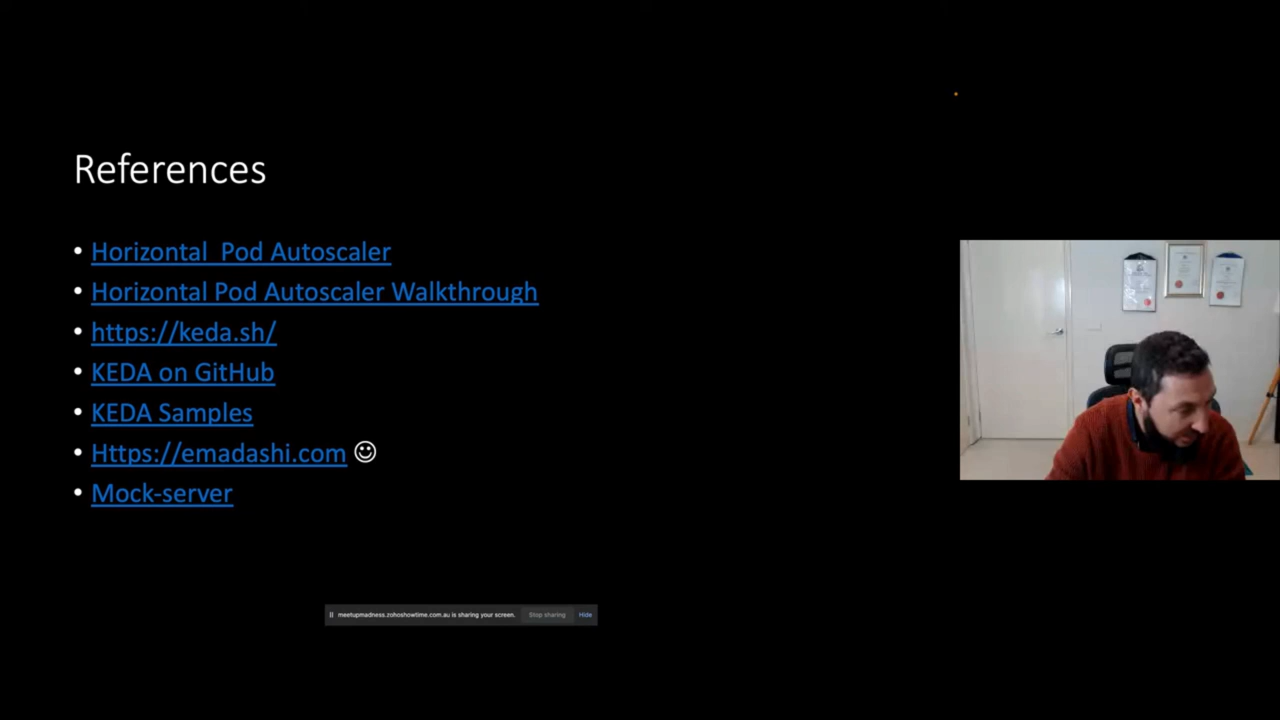 References
• Horizontal  Pod Autoscaler
• Horizontal Pod Autoscaler Walkthrough
• https://keda.sh/
• KEDA on GitHub
• KEDA Samples
• Https://emadashi.com ☺
• Mock-server
meetupmadness.zohoshowtime.com.au is sharing your screen. Stop sharing Hide